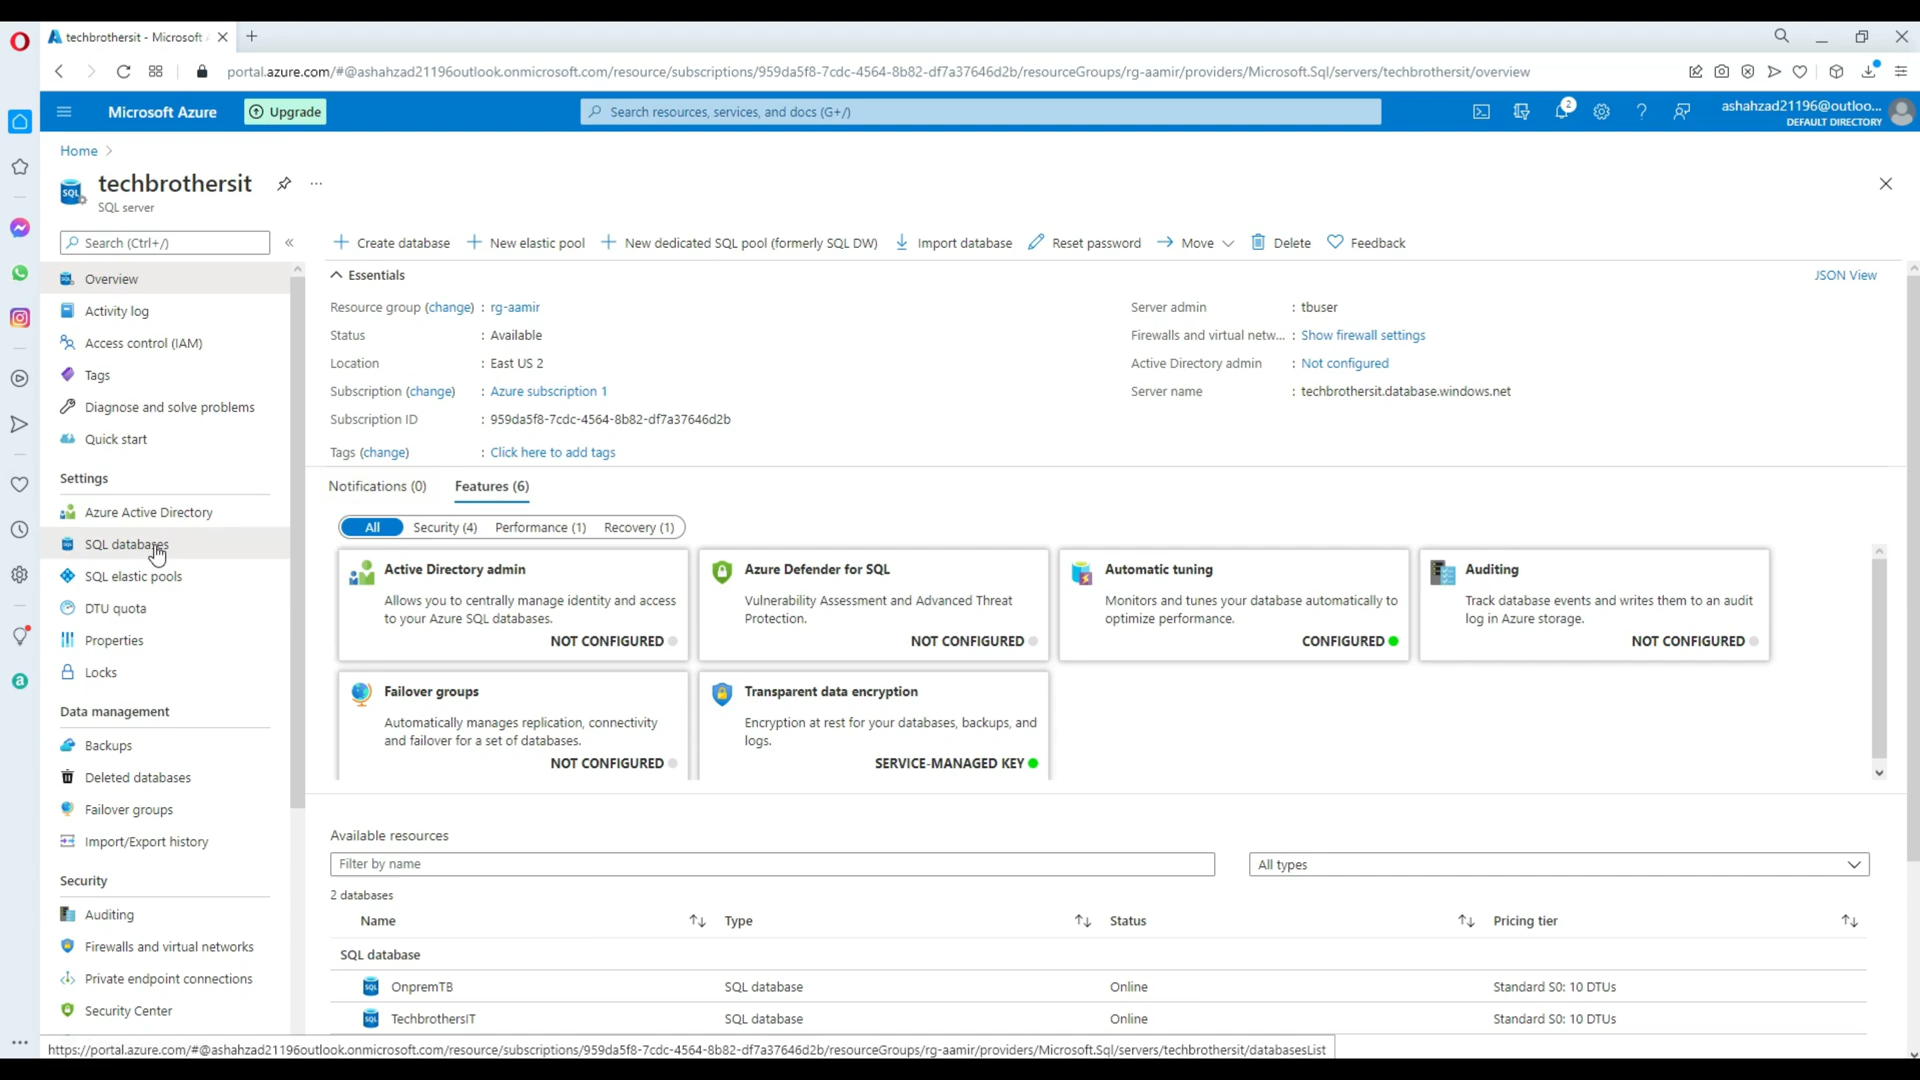 techbrothersit - Microsoft
portal.azure.com/#@ashahzad21196outlook.onmicrosoft.com/resource/subscriptions/959da5f8-7cdc-4564-8b82-df7a37646d2b/resourceGroups/rg-aamir/providers/Microsoft.Sql/servers/techbrothersit/overview
Microsoft Azure
Upgrade
Search resources, services, and docs (G+/)
2
ashahzad21196@outloo...
DEFAULT DIRECTORY
Home
techbrothersit
...
SQL server
Search (Ctrl+/)
Create database
New elastic pool
New dedicated SQL pool (formerly SQL DW)
Import database
Reset password
Move
Delete
Feedback
Overview
Activity log
Access control (IAM)
Tags
Diagnose and solve problems
Quick start
Settings
Azure Active Directory
SQL databases
SQL elastic pools
DTU quota
Properties
Locks
Data management
Backups
Deleted databases
Failover groups
Import/Export history
Security
Auditing
Firewalls and virtual networks
Private endpoint connections
Security Center
Essentials
JSON View
Resource group (change) : rg-aamir
Status : Available
Location : East US 2
Subscription (change) : Azure subscription 1
Subscription ID : 959da5f8-7cdc-4564-8b82-df7a37646d2b
Tags (change) : Click here to add tags
Server admin : tbuser
Firewalls and virtual netw... : Show firewall settings
Active Directory admin : Not configured
Server name : techbrothersit.database.windows.net
Notifications (0)
Features (6)
All
Security (4)
Performance (1)
Recovery (1)
Active Directory admin
Allows you to centrally manage identity and access
to your Azure SQL databases.
NOT CONFIGURED
Azure Defender for SQL
Vulnerability Assessment and Advanced Threat
Protection.
NOT CONFIGURED
Automatic tuning
Monitors and tunes your database automatically to
optimize performance.
CONFIGURED
Auditing
Track database events and writes them to an audit
log in Azure storage.
NOT CONFIGURED
Failover groups
Automatically manages replication, connectivity
and failover for a set of databases.
NOT CONFIGURED
Transparent data encryption
Encryption at rest for your databases, backups, and
logs.
SERVICE-MANAGED KEY
Available resources
Filter by name
All types
2 databases
Name
Type
Status
Pricing tier
SQL database
OnpremTB
SQL database
Online
Standard S0: 10 DTUs
TechbrothersIT
SQL database
Online
Standard S0: 10 DTUs
https://portal.azure.com/#@ashahzad21196outlook.onmicrosoft.com/resource/subscriptions/959da5f8-7cdc-4564-8b82-df7a37646d2b/resourceGroups/rg-aamir/providers/Microsoft.Sql/servers/techbrothersit/databasesList